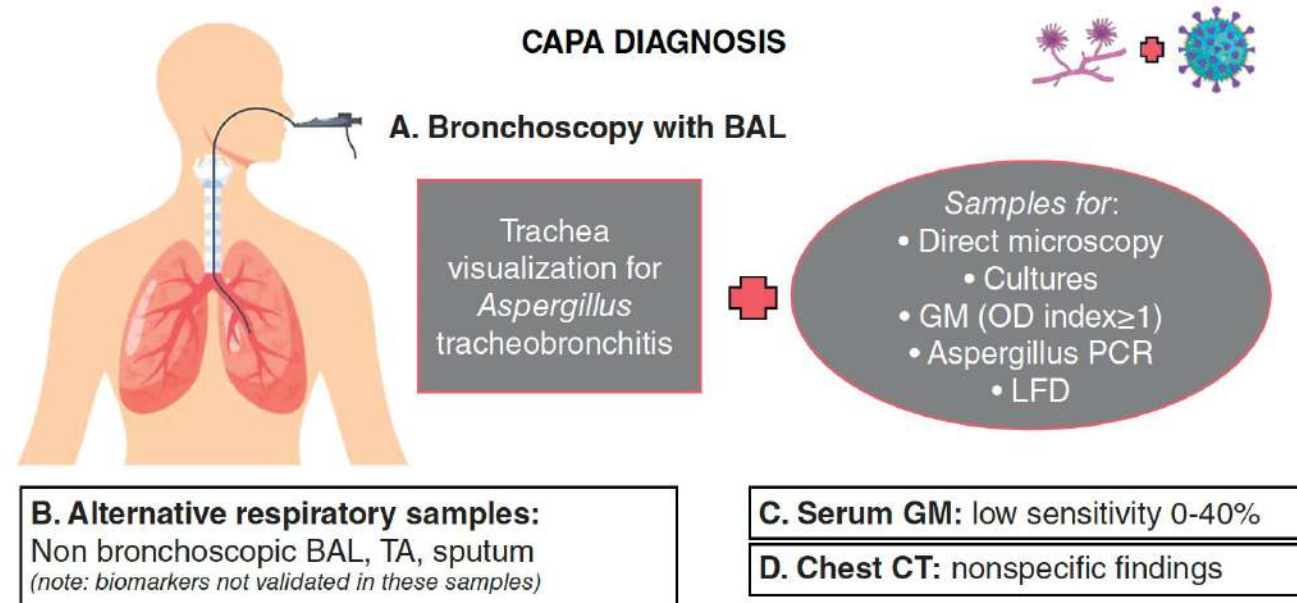 CAPA DIAGNOSIS
A. Bronchoscopy with BAL
Trachea
visualization for
Aspergillus
tracheobronchitis
Samples for:
• Direct microscopy
• Cultures
• GM (OD index≥1)
• Aspergillus PCR
• LFD
B. Alternative respiratory samples:
Non bronchoscopic BAL, TA, sputum
(note: biomarkers not validated in these samples)
C. Serum GM: low sensitivity 0-40%
D. Chest CT: nonspecific findings